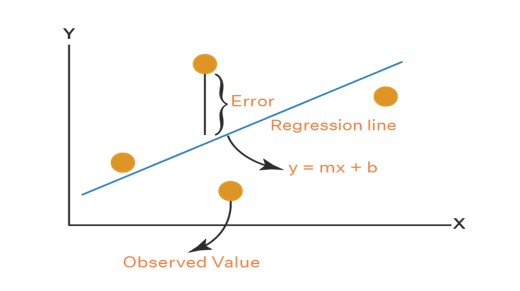 Y
Error
Regression line
y = mx + b
X
Observed Value